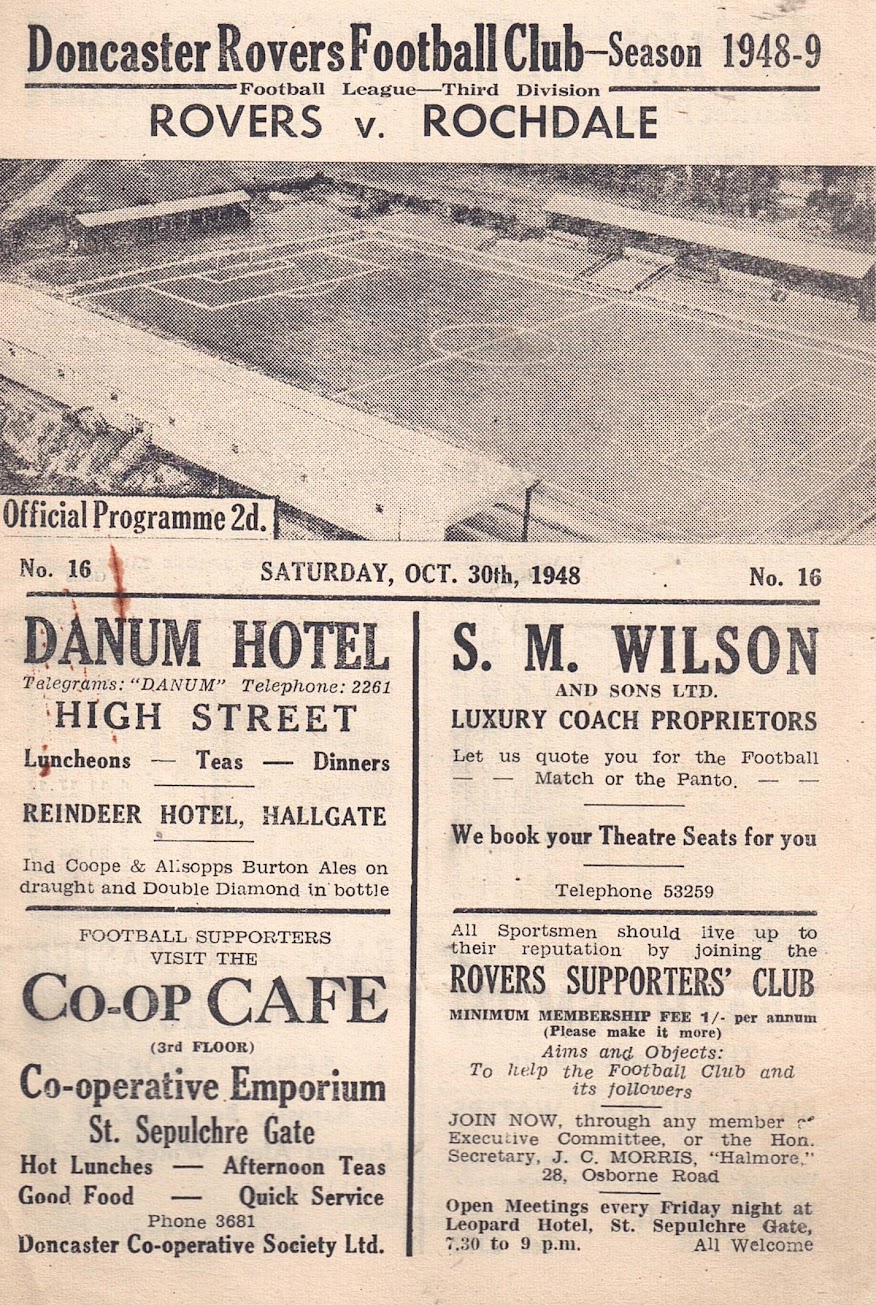 Doncaster Rovers Football Club—Season 1948-9
Football League—Third Division
ROVERS v. ROCHDALE
Official Programme 2d.
No. 16 SATURDAY, OCT. 30th, 1948 No. 16
DANUM HOTEL
Telegrams: "DANUM" Telephone: 2261
HIGH STREET
Luncheons — Teas — Dinners
REINDEER HOTEL, HALLGATE
Ind Coope & Allsopps Burton Ales on
draught and Double Diamond in bottle
FOOTBALL SUPPORTERS
VISIT THE
CO-OP CAFE
(3rd FLOOR)
Co-operative Emporium
St. Sepulchre Gate
Hot Lunches — Afternoon Teas
Good Food — Quick Service
Phone 3681
Doncaster Co-operative Society Ltd.
S. M. WILSON
AND SONS LTD.
LUXURY COACH PROPRIETORS
Let us quote you for the Football
— — Match or the Panto. — —
We book your Theatre Seats for you
Telephone 53259
All Sportsmen should live up to
their reputation by joining the
ROVERS SUPPORTERS' CLUB
MINIMUM MEMBERSHIP FEE 1/- per annum
(Please make it more)
Aims and Objects:
To help the Football Club and
its followers
JOIN NOW, through any member
Executive Committee, or the Hon.
Secretary, J. C. MORRIS, "Halmore,"
28, Osborne Road
Open Meetings every Friday night at
Leopard Hotel, St. Sepulchre Gate,
7.30 to 9 p.m. All Welcome